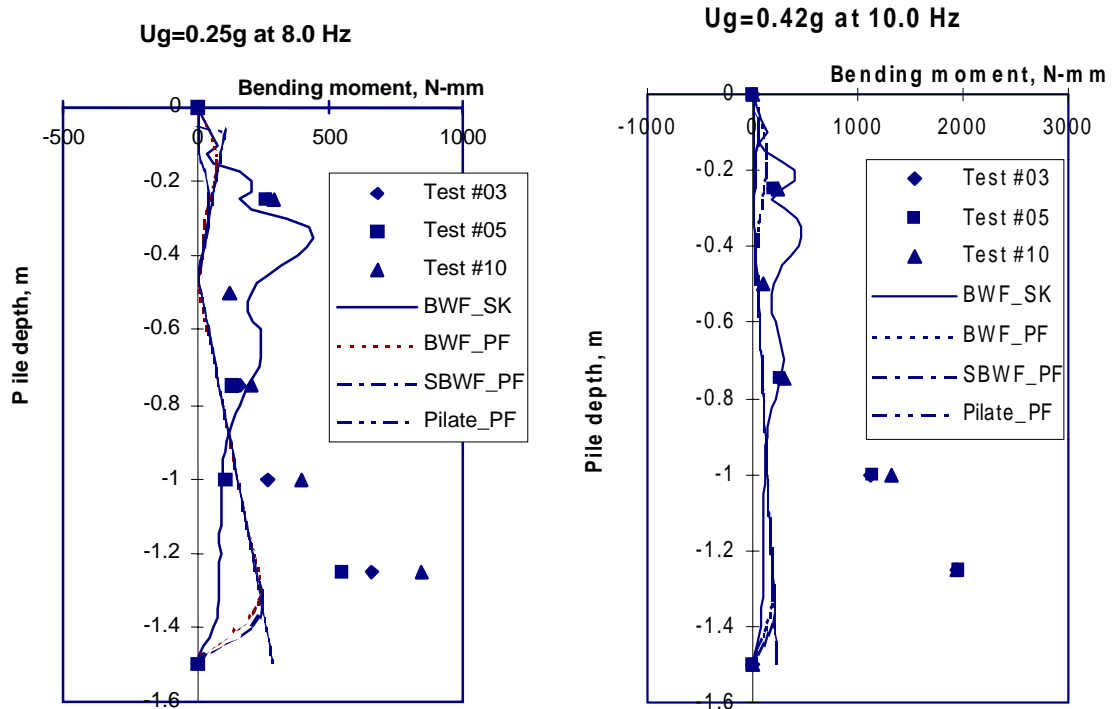 Ug=0.25g at 8.0 Hz
Bending moment, N-mm
-500 0 500 1000
0
-0.2
-0.4
-0.6
-0.8
-1
-1.2
-1.4
-1.6
Pile depth, m
Test #03
Test #05
Test #10
BWF_SK
BWF_PF
SBWF_PF
Pilate_PF
Ug=0.42g at 10.0 Hz
Bending moment, N-mm
-1000 0 1000 2000 3000
0
-0.2
-0.4
-0.6
-0.8
-1
-1.2
-1.4
-1.6
Pile depth, m
Test #03
Test #05
Test #10
BWF_SK
BWF_PF
SBWF_PF
Pilate_PF